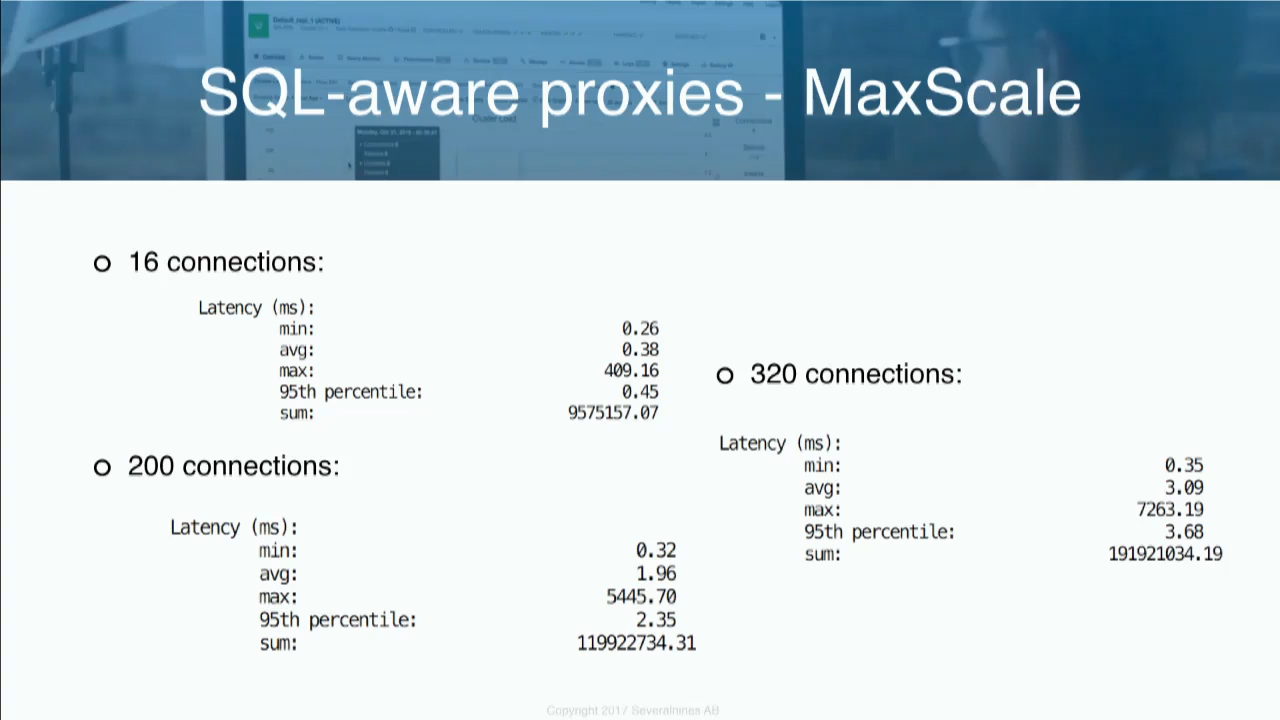 SQL-aware proxies - MaxScale
16 connections:
Latency (ms):
min: 0.26
avg: 0.38
max: 409.16
95th percentile: 0.45
sum: 9575157.07
200 connections:
Latency (ms):
min: 0.32
avg: 1.96
max: 5445.70
95th percentile: 2.35
sum: 119922734.31
320 connections:
Latency (ms):
min: 0.35
avg: 3.09
max: 7263.19
95th percentile: 3.68
sum: 191921034.19
Copyright 2017 Severalnines AB